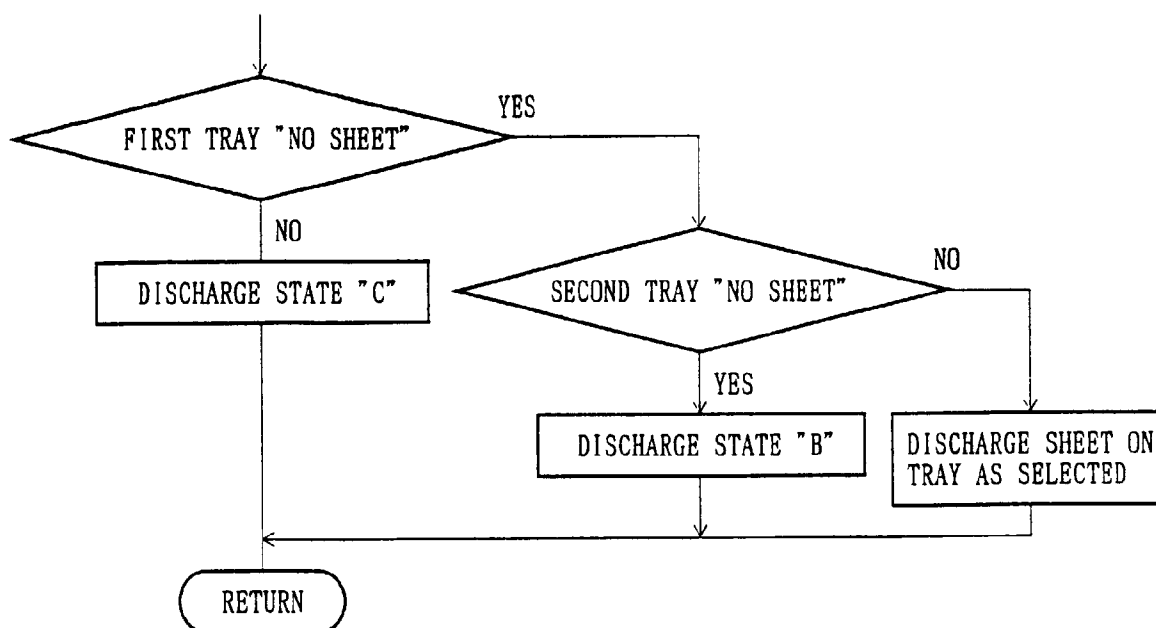 YES
FIRST TRAY "NO SHEET"
NO
DISCHARGE STATE "C"
NO
SECOND TRAY "NO SHEET"
YES
DISCHARGE STATE "B"
DISCHARGE SHEET ON
TRAY AS SELECTED
RETURN